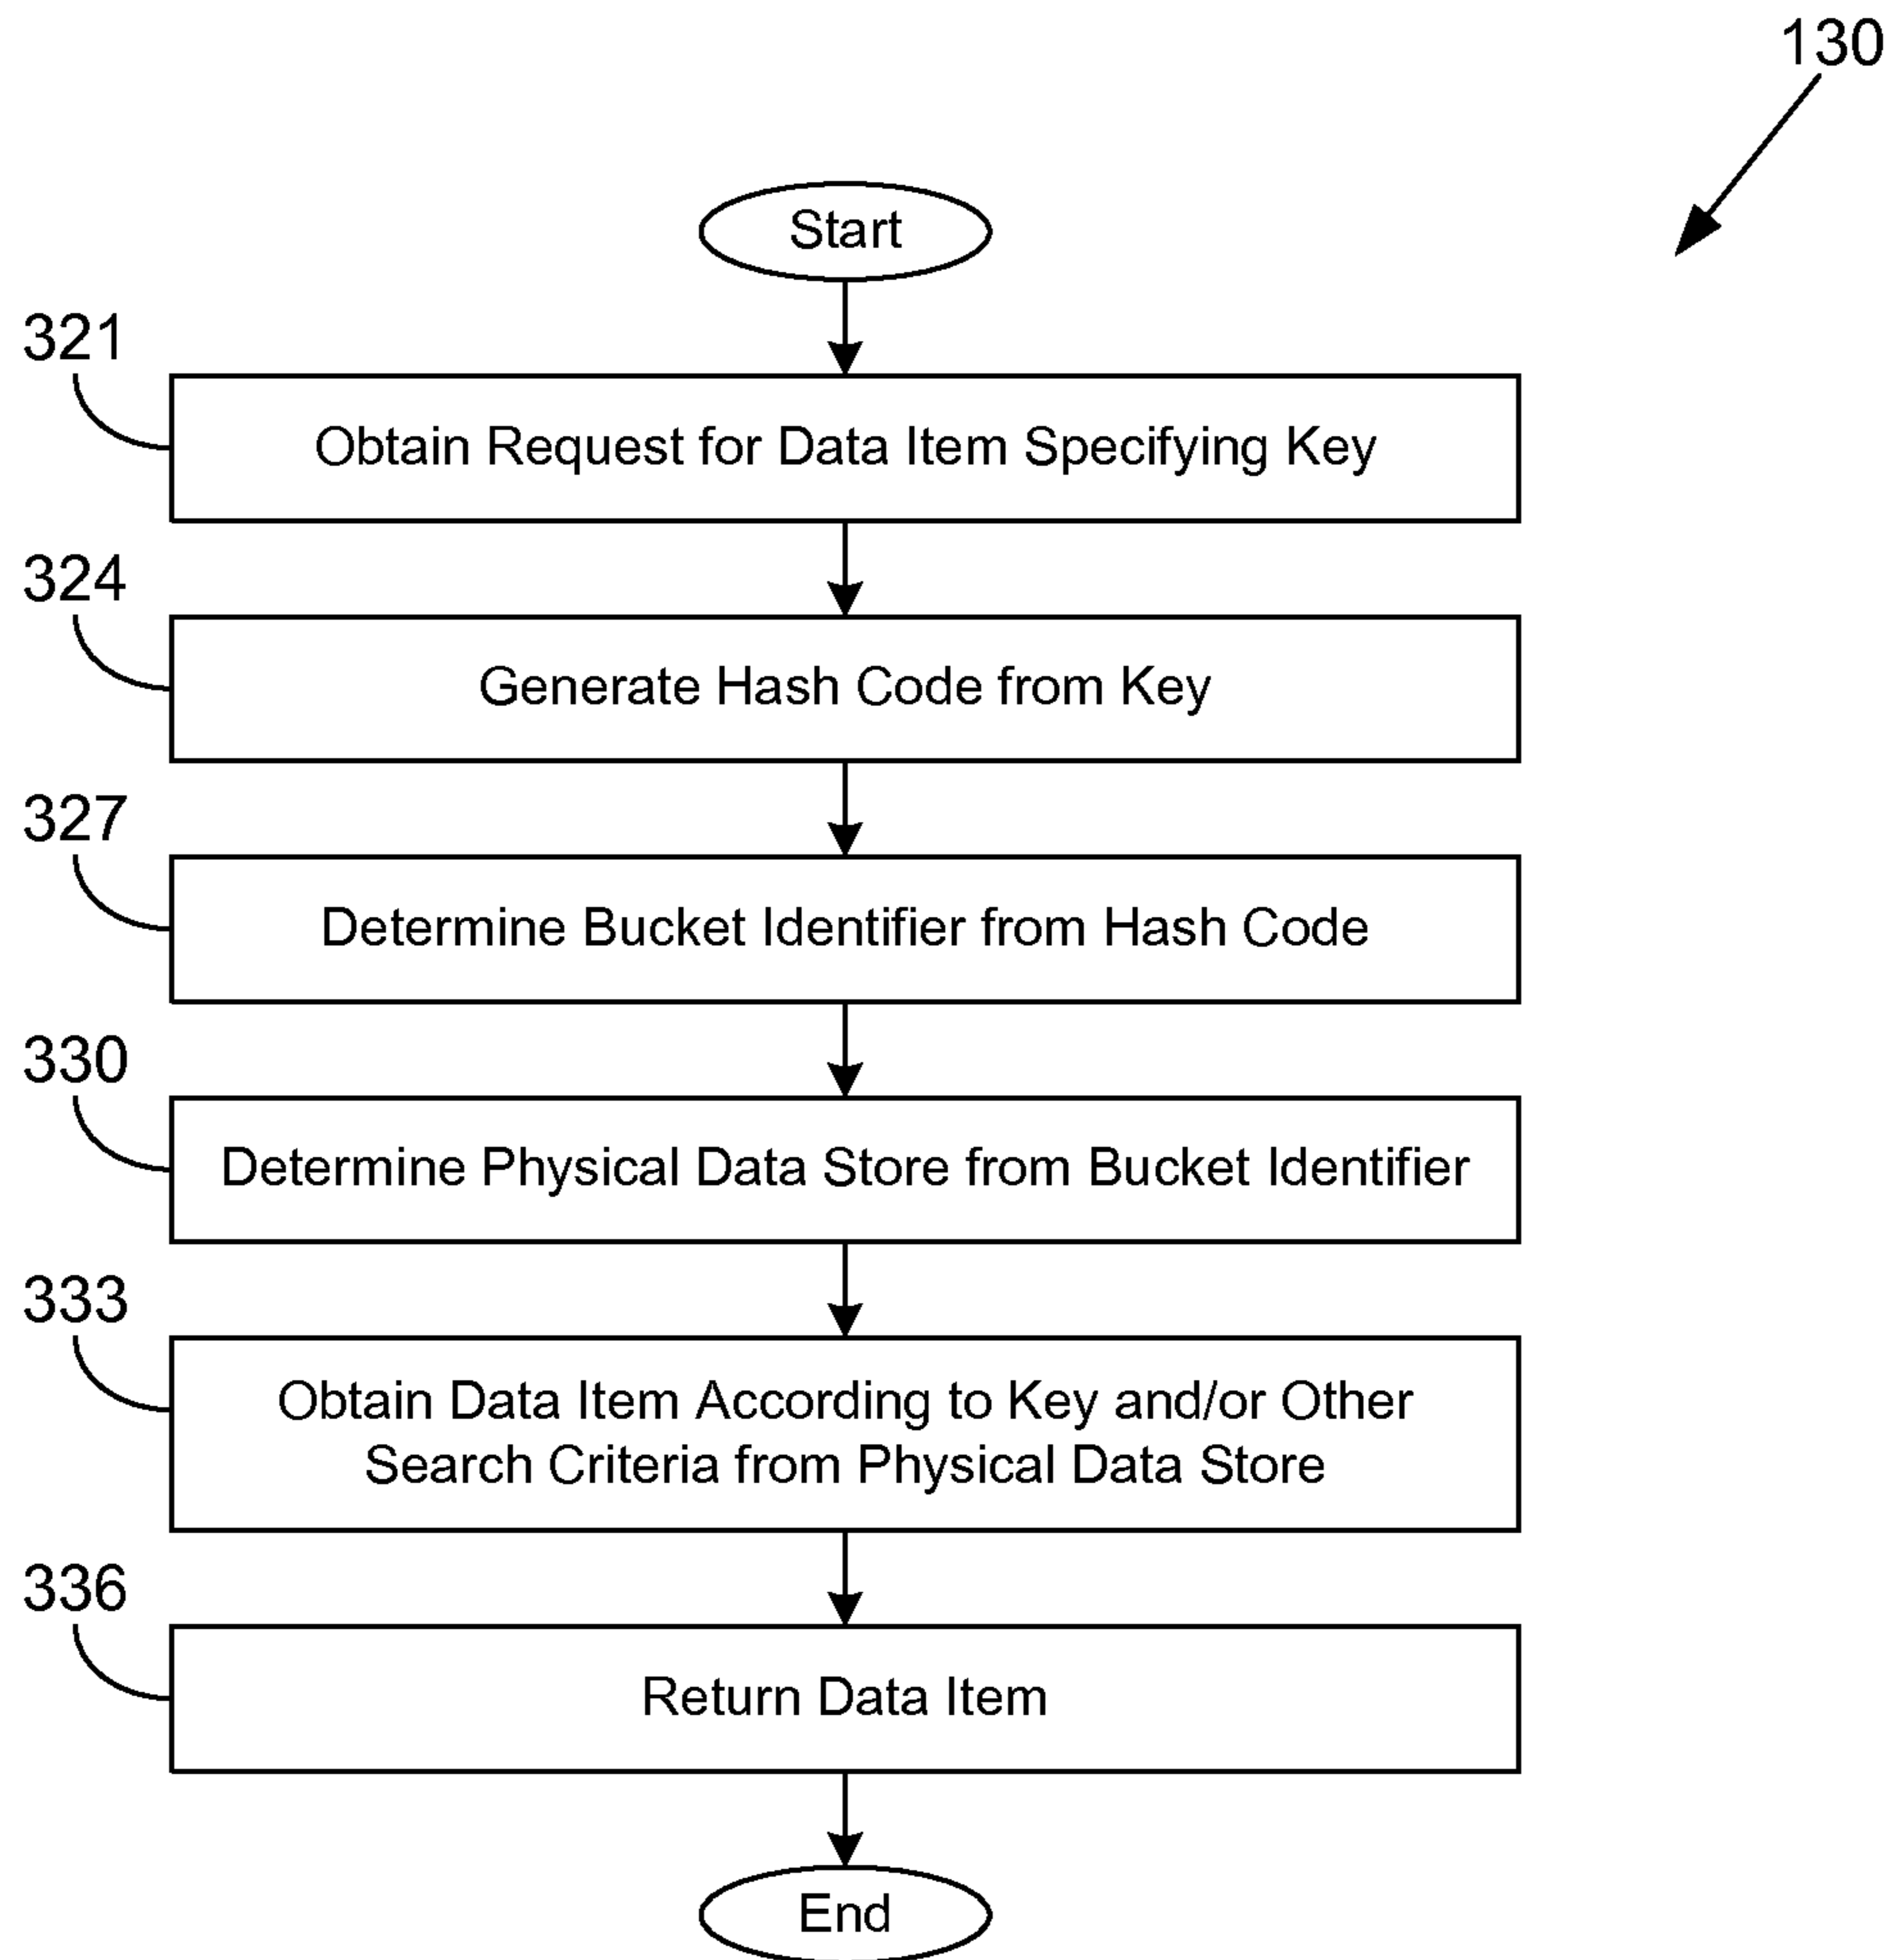 130
Start
321
Obtain Request for Data Item Specifying Key
324
Generate Hash Code from Key
327
Determine Bucket Identifier from Hash Code
330
Determine Physical Data Store from Bucket Identifier
333
Obtain Data Item According to Key and/or Other
Search Criteria from Physical Data Store
336
Return Data Item
End